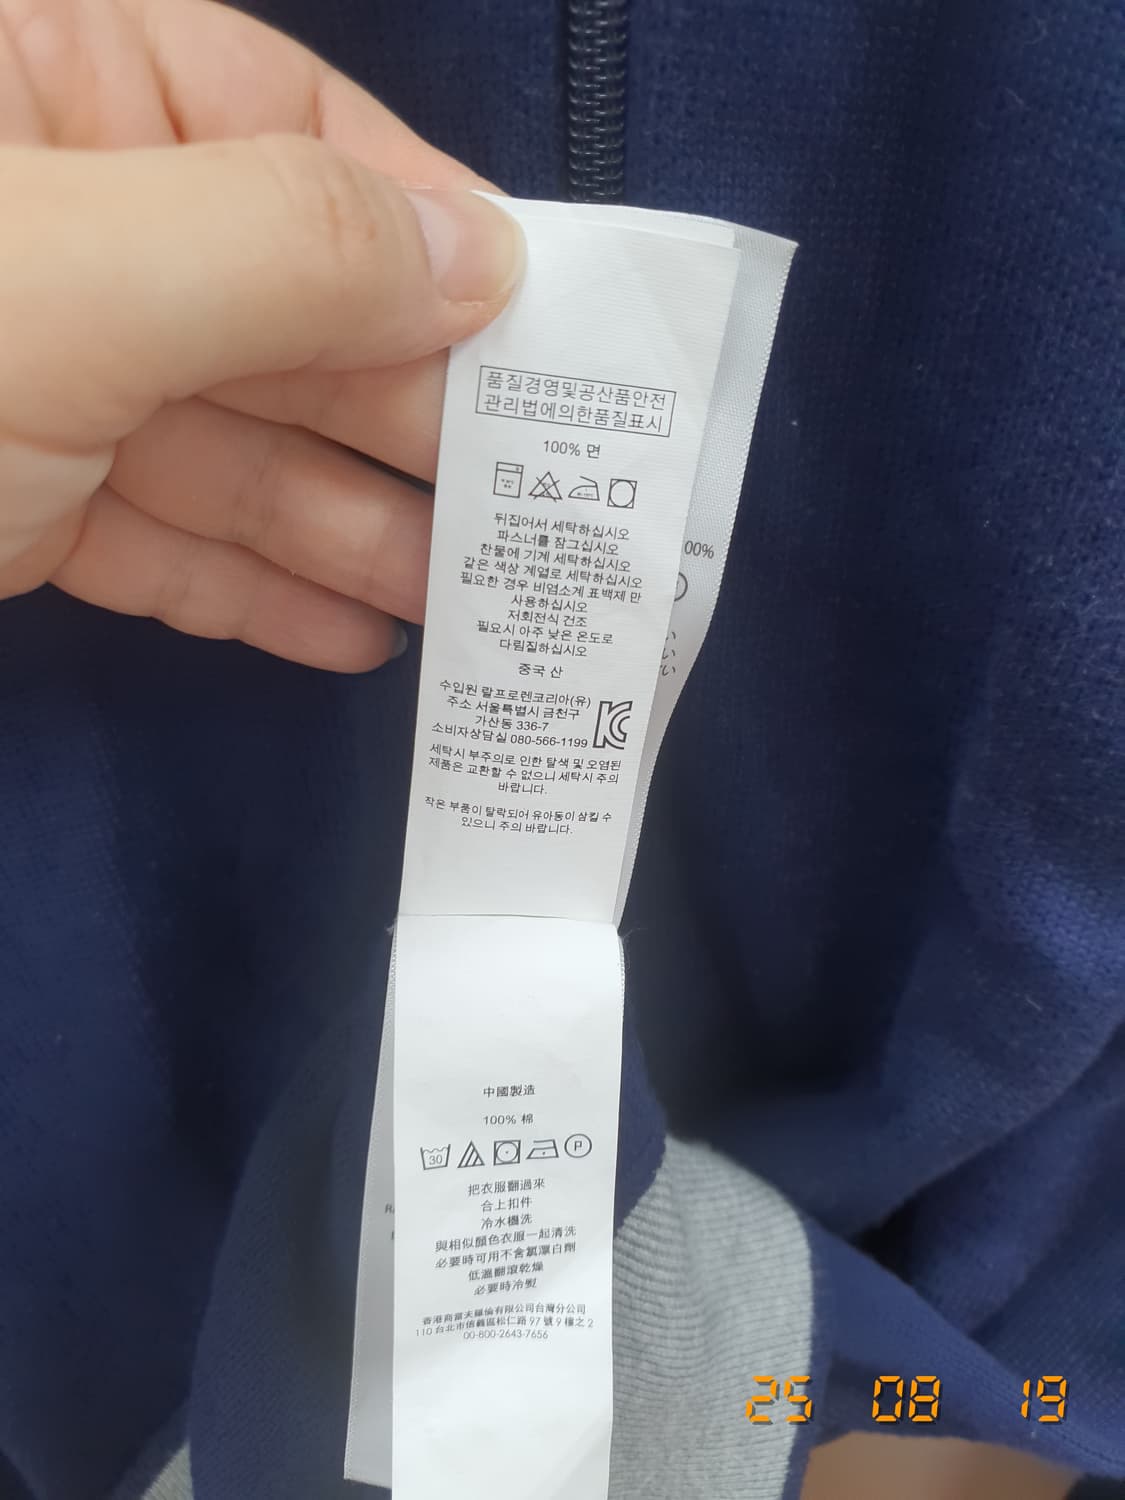 품질경영및공산품안전
관리법에의한품질표시
100% 면
뒤집어서 세탁하십시오
파스너를 잠그십시오
찬물에 기계 세탁하십시오
같은 색상 계열로 세탁하십시오
필요한 경우 비염소계 표백제 만
사용하십시오
저회전식 건조
필요시 아주 낮은 온도로
다림질하십시오
중국 산
수입원 랄프로렌코리아(유)
주소 서울특별시 금천구
가산동 336-7
소비자상담실 080-566-1199
KC
세탁시 부주의로 인한 탈색 및 오염된
제품은 교환할 수 없으니 세탁시 주의
바랍니다.
작은 부품이 탈락되어 유아동이 삼킬 수
있으니 주의 바랍니다.
00%
い
い
い
中國製造
100% 棉
30
P
把衣服翻過來
合上扣件
冷水機洗
與相似顏色衣服一起清洗
必要時可用不含氯漂白劑
低溫翻滾乾燥
必要時冷熨
香港商雷夫羅倫有限公司台灣分公司
110 台北市信義區松仁路 97 號 9 樓之 2
00-800-2643-7656
25 08 19